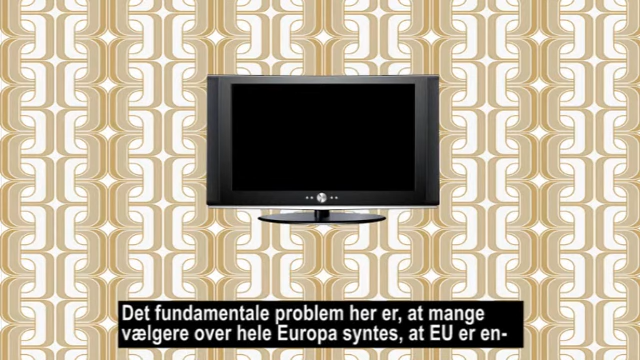 Det fundamentale problem her er, at mange
vælgere over hele Europa syntes, at EU er en-